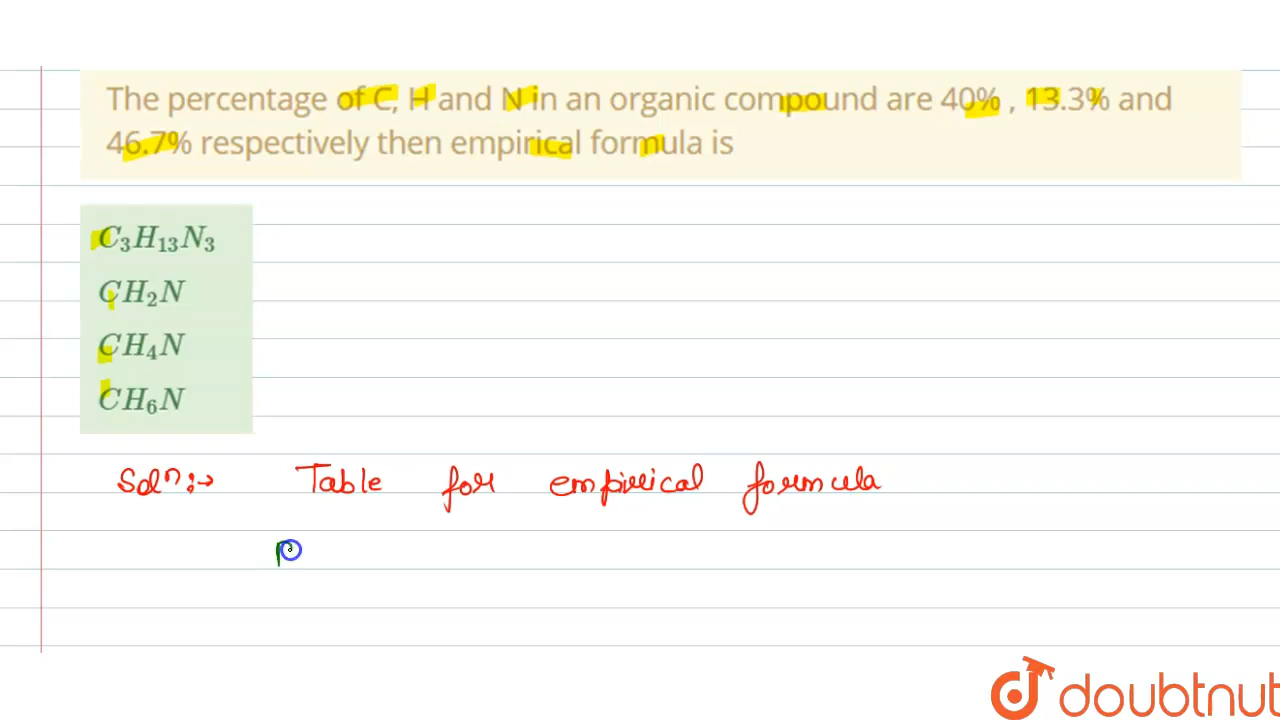 The percentage of C, H and N in an organic compound are 40% , 13.3% and
46.7% respectively then empirical formula is
C₃H₁₃N₃
CH₂N
CH₄N
CH₆N
Solⁿ:→ Table for empirical formula
doubtnut